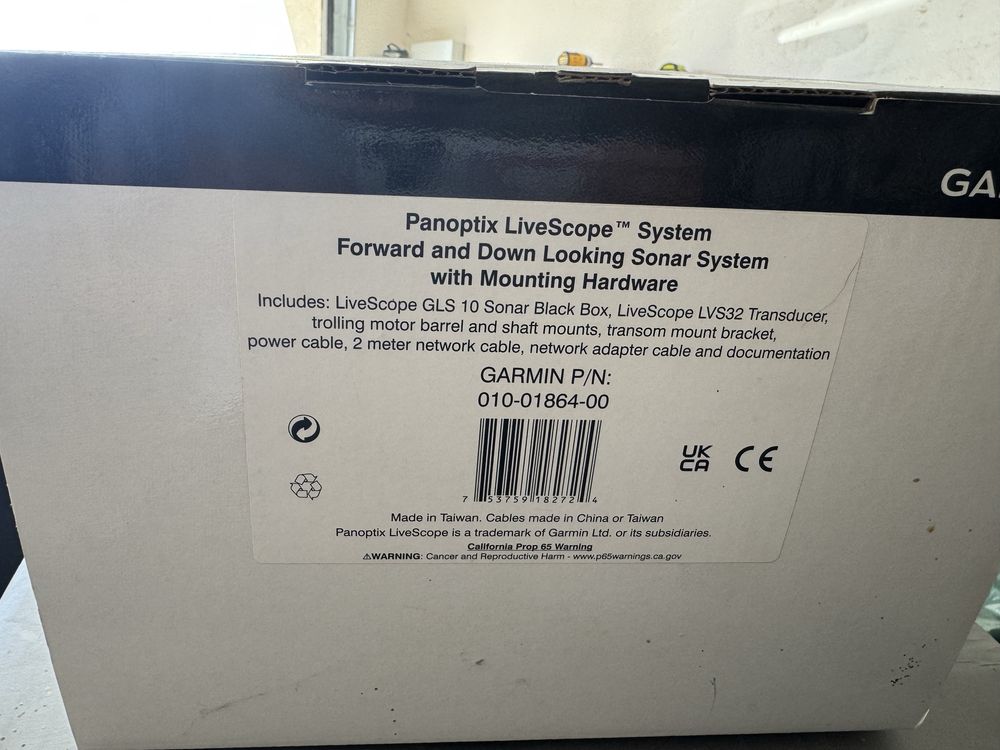 GA
Panoptix LiveScope™ System
Forward and Down Looking Sonar System
with Mounting Hardware
Includes: LiveScope GLS 10 Sonar Black Box, LiveScope LVS32 Transducer,
trolling motor barrel and shaft mounts, transom mount bracket,
power cable, 2 meter network cable, network adapter cable and documentation
GARMIN P/N:
010-01864-00
UK
CA CE
7 53759 18272 4
Made in Taiwan. Cables made in China or Taiwan
Panoptix LiveScope is a trademark of Garmin Ltd. or its subsidiaries.
California Prop 65 Warning
⚠WARNING: Cancer and Reproductive Harm - www.p65warnings.ca.gov